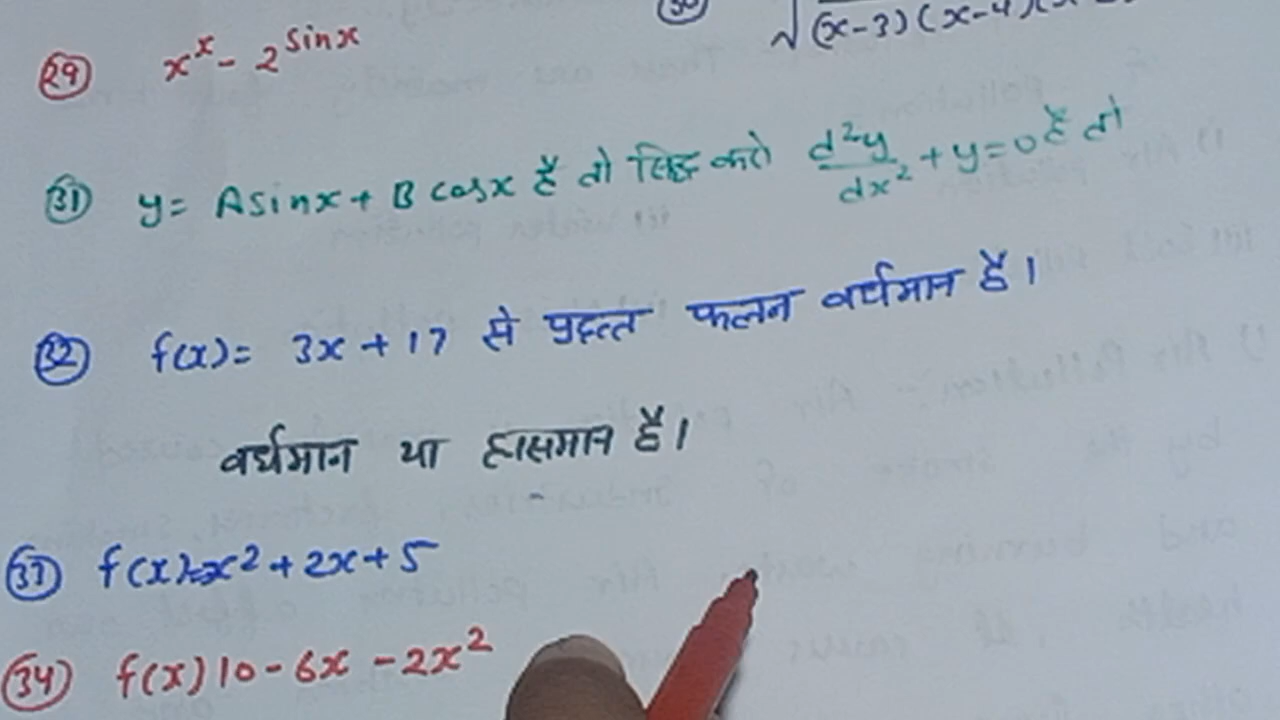 29 x^x - 2^sinx
30 √(x-3)(x-4)
31 y= Asinx + B cosx है तो सिद्ध करो d²y/dx² + y=0 है तो
32 f(x)= 3x + 17 से प्रदत्त फलन वर्धमान है।
वर्धमान या ह्रासमान है।
33 f(x)=x² + 2x + 5
34 f(x) 10 - 6x - 2x²